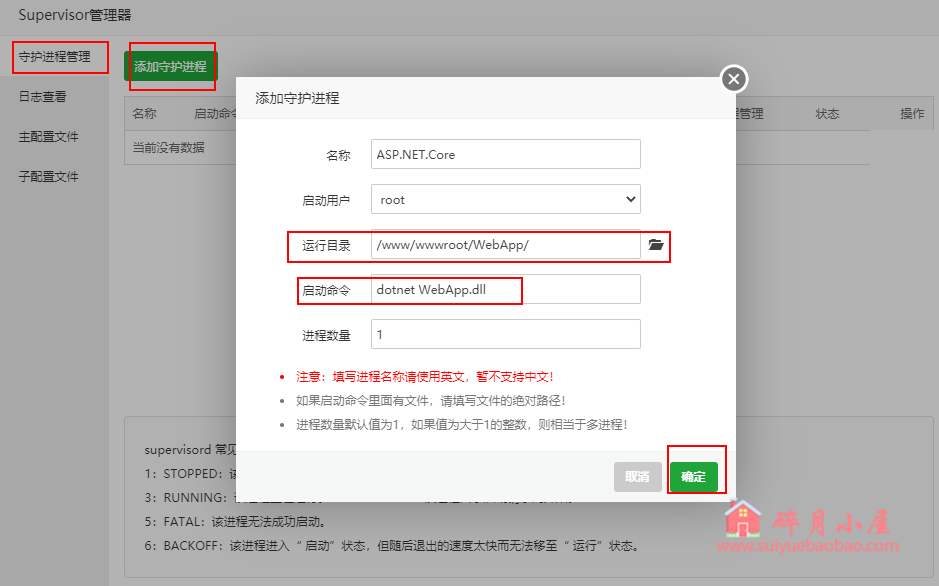 Supervisor管理器
守护进程管理
日志查看
主配置文件
子配置文件
添加守护进程
名称 启动命令 管理 状态 操作
当前没有数据
添加守护进程
名称 ASP.NET.Core
启动用户 root
运行目录 /www/wwwroot/WebApp/
启动命令 dotnet WebApp.dll
进程数量 1
注意：填写进程名称请使用英文，暂不支持中文！
如果启动命令里面有文件，请填写文件的绝对路径！
进程数量默认值为1，如果值为大于1的整数，则相当于多进程！
取消 确定
supervisord 常见
1：STOPPED：该
3：RUNNING：
5：FATAL：该进程无法成功启动。
6：BACKOFF：该进程进入“ 启动”状态，但随后退出的速度太快而无法移至“ 运行”状态。
碎月小屋
www.suiyuebaobao.com